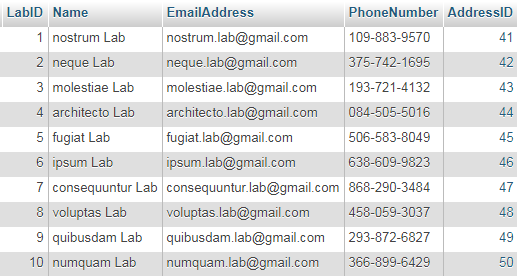 LabID Name EmailAddress PhoneNumber AddressID
1 nostrum Lab nostrum.lab@gmail.com 109-883-9570 41
2 neque Lab neque.lab@gmail.com 375-742-1695 42
3 molestiae Lab molestiae.lab@gmail.com 193-721-4132 43
4 architecto Lab architecto.lab@gmail.com 084-505-5016 44
5 fugiat Lab fugiat.lab@gmail.com 506-583-8049 45
6 ipsum Lab ipsum.lab@gmail.com 638-609-9823 46
7 consequuntur Lab consequuntur.lab@gmail.com 868-290-3484 47
8 voluptas Lab voluptas.lab@gmail.com 458-059-3037 48
9 quibusdam Lab quibusdam.lab@gmail.com 293-872-6827 49
10 numquam Lab numquam.lab@gmail.com 366-899-6429 50